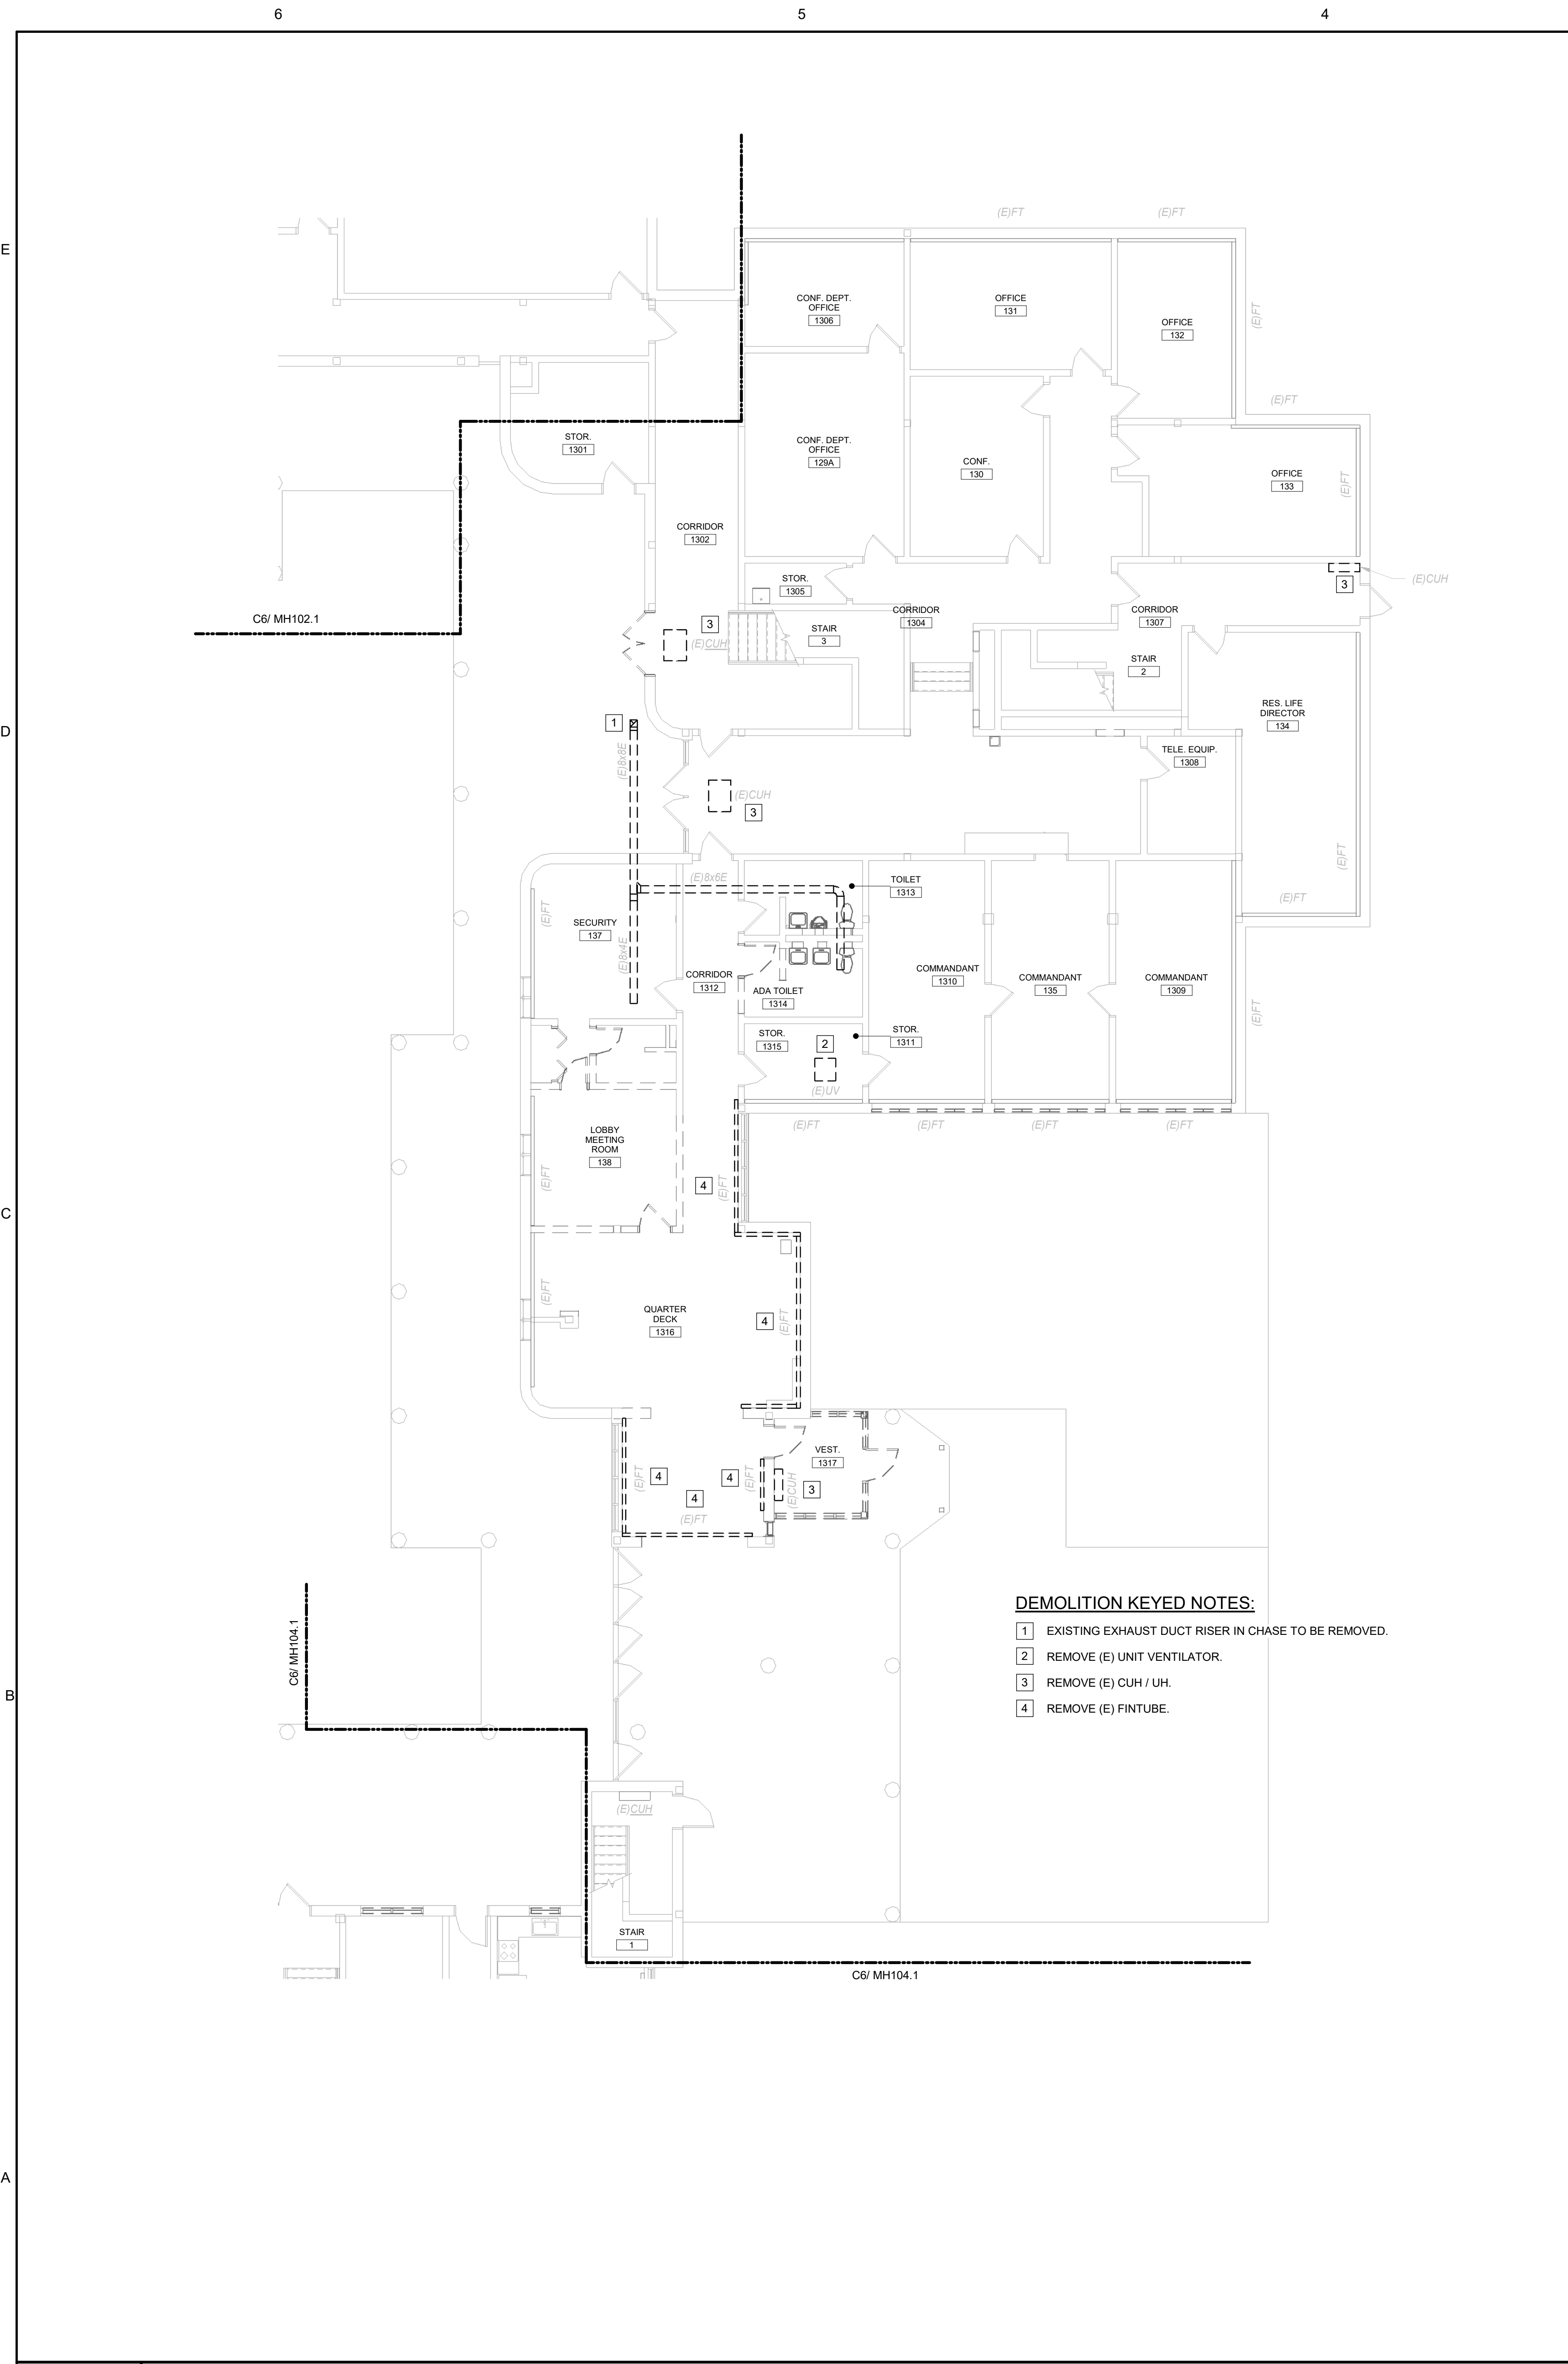 6
5
4
E
D
C
B
A
(E)FT
(E)FT
CONF. DEPT.
OFFICE
1306
OFFICE
131
OFFICE
132
(E)FT
(E)FT
STOR.
1301
CONF. DEPT.
OFFICE
129A
CONF.
130
OFFICE
133
(E)FT
CORRIDOR
1302
STOR.
1305
3
(E)CUH
C6/ MH102.1
3
(E)CUH
STAIR
3
CORRIDOR
1304
CORRIDOR
1307
STAIR
2
RES. LIFE
DIRECTOR
134
1
(E)8x8E
TELE. EQUIP.
1308
(E)CUH
3
(E)FT
(E)8x6E
TOILET
1313
(E)FT
(E)FT
SECURITY
137
(E)8x4E
CORRIDOR
1312
ADA TOILET
1314
COMMANDANT
1310
COMMANDANT
135
COMMANDANT
1309
(E)FT
STOR.
1315
2
STOR.
1311
(E)UV
(E)FT
(E)FT
(E)FT
(E)FT
LOBBY
MEETING
ROOM
138
(E)FT
4
(E)FT
(E)FT
QUARTER
DECK
1316
4
(E)FT
VEST.
1317
(E)FT
4
4
(E)FT
(E)CUH
3
4
(E)FT
DEMOLITION KEYED NOTES:
1 EXISTING EXHAUST DUCT RISER IN CHASE TO BE REMOVED.
2 REMOVE (E) UNIT VENTILATOR.
3 REMOVE (E) CUH / UH.
4 REMOVE (E) FINTUBE.
C6/ MH104.1
(E)CUH
STAIR
1
C6/ MH104.1